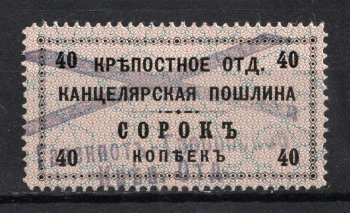 40 КРѢПОСТНОЕ ОТД. 40
КАНЦЕЛЯРСКАЯ ПОШЛИНА
СОРОКЪ
40 КОПѢЕКЪ 40